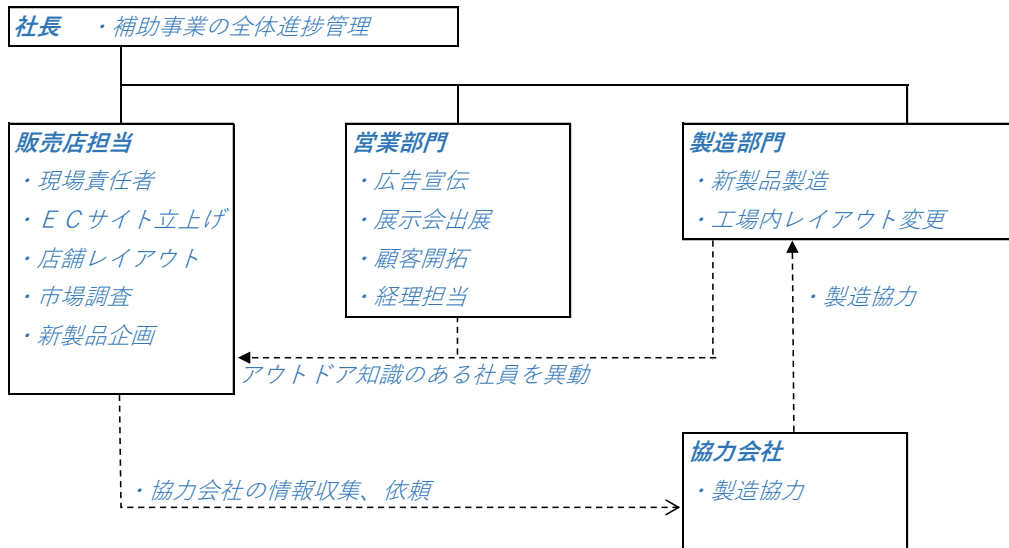 社長　・補助事業の全体進捗管理
販売店担当
・現場責任者
・ＥＣサイト立上げ
・店舗レイアウト
・市場調査
・新製品企画
営業部門
・広告宣伝
・展示会出展
・顧客開拓
・経理担当
製造部門
・新製品製造
・工場内レイアウト変更
・製造協力
アウトドア知識のある社員を異動
・協力会社の情報収集、依頼
協力会社
・製造協力